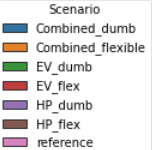 Scenario
Combined_dumb
Combined_flexible
EV_dumb
EV_flex
HP_dumb
HP_flex
reference